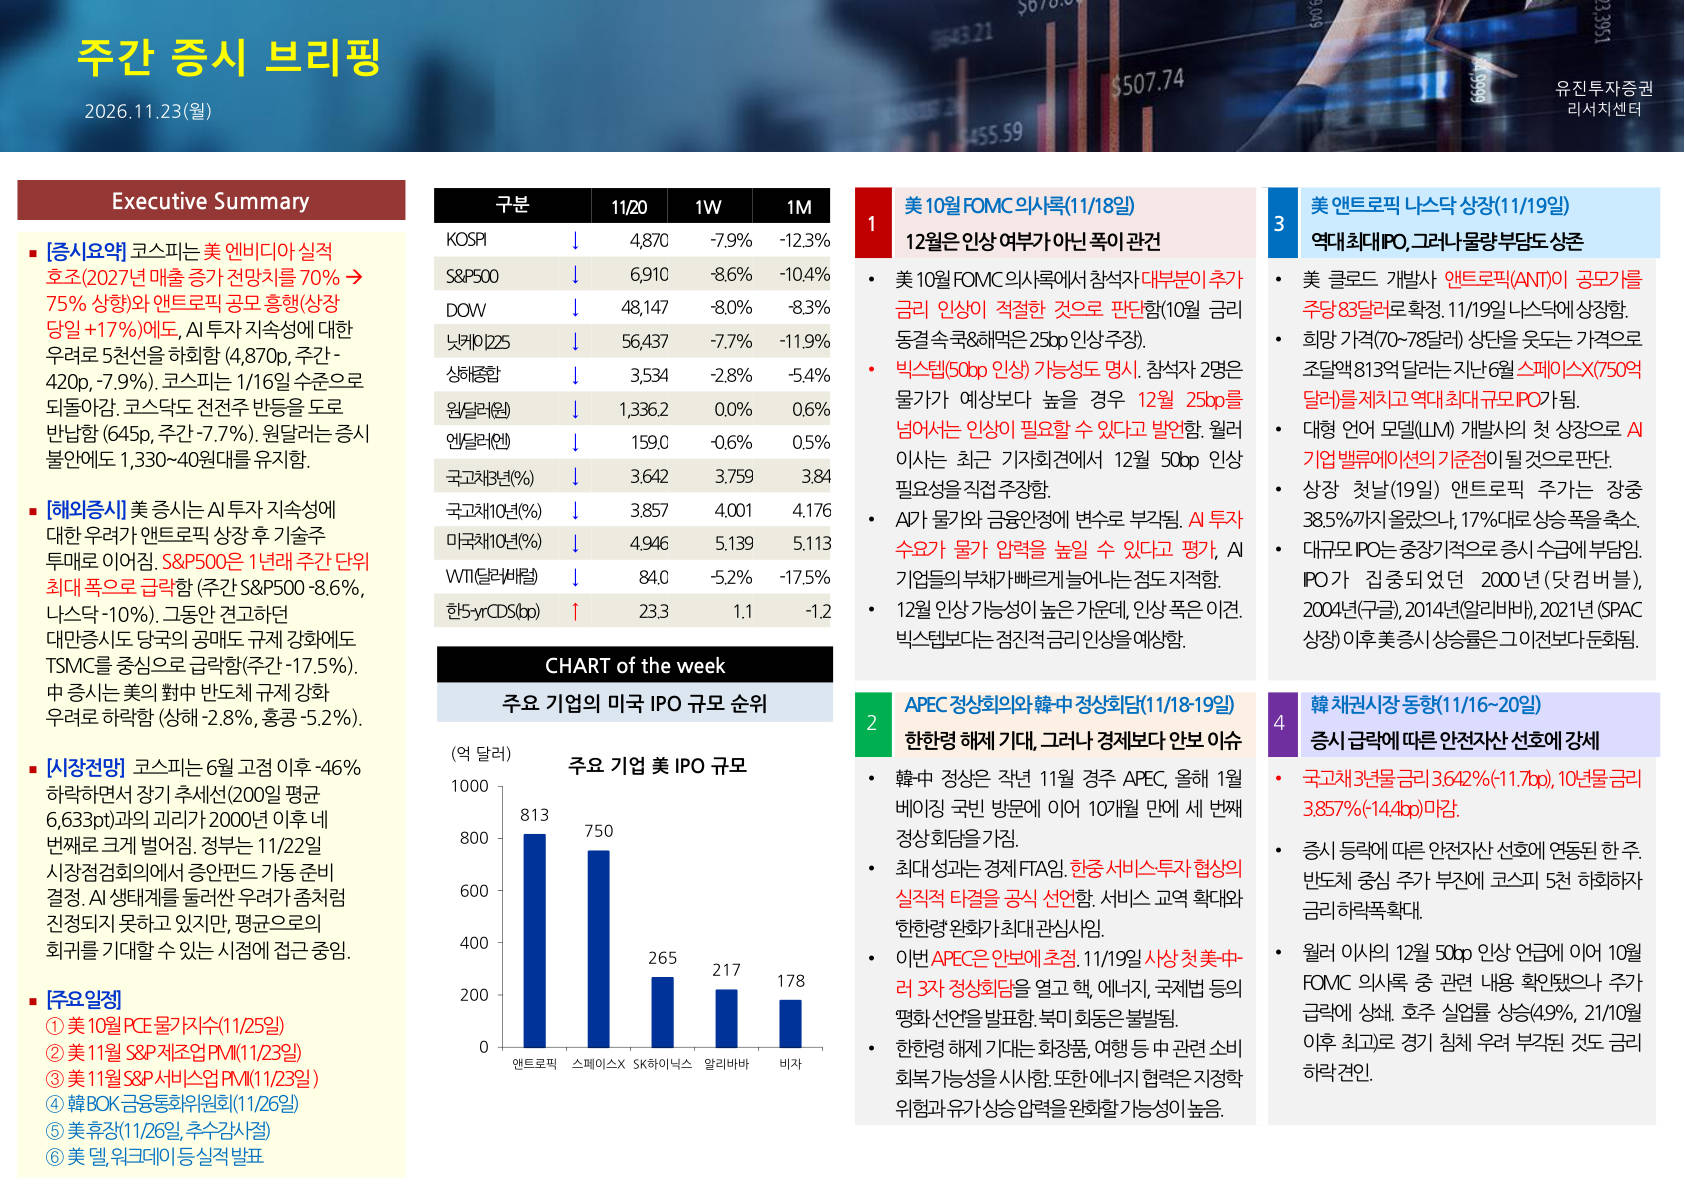 주간 증시 브리핑
2026.11.23(월)
유진투자증권
리서치센터
$643.21
$507.74
$455.59
Executive Summary
▪ [증시요약] 코스피는 美 엔비디아 실적
호조(2027년 매출 증가 전망치를 70% →
75% 상향)와 앤트로픽 공모 흥행(상장
당일 +17%)에도, AI 투자 지속성에 대한
우려로 5천선을 하회함 (4,870p, 주간 -
420p, -7.9%). 코스피는 1/16일 수준으로
되돌아감. 코스닥도 전전주 반등을 도로
반납함 (645p, 주간 -7.7%). 원달러는 증시
불안에도 1,330~40원대를 유지함.
▪ [해외증시] 美 증시는 AI 투자 지속성에
대한 우려가 앤트로픽 상장 후 기술주
투매로 이어짐. S&P500은 1년래 주간 단위
최대 폭으로 급락함 (주간 S&P500 -8.6%,
나스닥 -10%). 그동안 견고하던
대만증시도 당국의 공매도 규제 강화에도
TSMC를 중심으로 급락함(주간 -17.5%).
中 증시는 美의 對中 반도체 규제 강화
우려로 하락함 (상해 -2.8%, 홍콩 -5.2%).
▪ [시장전망] 코스피는 6월 고점 이후 -46%
하락하면서 장기 추세선(200일 평균
6,633pt)과의 괴리가 2000년 이후 네
번째로 크게 벌어짐. 정부는 11/22일
시장점검회의에서 증안펀드 가동 준비
결정. AI 생태계를 둘러싼 우려가 좀처럼
진정되지 못하고 있지만, 평균으로의
회귀를 기대할 수 있는 시점에 접근 중임.
▪ [주요일정]
① 美 10월 PCE 물가지수(11/25일)
② 美 11월 S&P 제조업 PMI(11/23일)
③ 美 11월 S&P 서비스업 PMI(11/23일 )
④ 韓 BOK 금융통화위원회(11/26일)
⑤ 美 휴장(11/26일, 추수감사절)
⑥ 美 델, 워크데이 등 실적 발표
구분 11/20 1W 1M
KOSPI ↓ 4,870 -7.9% -12.3%
S&P500 ↓ 6,910 -8.6% -10.4%
DOW ↓ 48,147 -8.0% -8.3%
닛케이225 ↓ 56,437 -7.7% -11.9%
상해종합 ↓ 3,534 -2.8% -5.4%
원/달러(원) ↓ 1,336.2 0.0% 0.6%
엔/달러(엔) ↓ 159.0 -0.6% 0.5%
국고채3년(%) ↓ 3.642 3.759 3.84
국고채10년(%) ↓ 3.857 4.001 4.176
미국채10년(%) ↓ 4.946 5.139 5.113
WTI(달러/배럴) ↓ 84.0 -5.2% -17.5%
한5-yrCDS(bp) ↑ 23.3 1.1 -1.2
CHART of the week
주요 기업의 미국 IPO 규모 순위
(억 달러)
주요 기업 美 IPO 규모
1000
800
600
400
200
0
813
750
265
217
178
앤트로픽 스페이스X SK하이닉스 알리바바 비자
1
美 10월 FOMC 의사록(11/18일)
12월은 인상 여부가 아닌 폭이 관건
• 美 10월 FOMC 의사록에서 참석자 대부분이 추가
금리 인상이 적절한 것으로 판단함(10월 금리
동결 속 쿡&해먹은 25bp 인상 주장).
• 빅스텝(50bp 인상) 가능성도 명시. 참석자 2명은
물가가 예상보다 높을 경우 12월 25bp를
넘어서는 인상이 필요할 수 있다고 발언함. 월러
이사는 최근 기자회견에서 12월 50bp 인상
필요성을 직접 주장함.
• AI가 물가와 금융안정에 변수로 부각됨. AI 투자
수요가 물가 압력을 높일 수 있다고 평가, AI
기업들의 부채가 빠르게 늘어나는 점도 지적함.
• 12월 인상 가능성이 높은 가운데, 인상 폭은 이견.
빅스텝보다는 점진적 금리 인상을 예상함.
2
APEC 정상회의와 韓-中 정상회담(11/18-19일)
한한령 해제 기대, 그러나 경제보다 안보 이슈
• 韓-中 정상은 작년 11월 경주 APEC, 올해 1월
베이징 국빈 방문에 이어 10개월 만에 세 번째
정상 회담을 가짐.
• 최대 성과는 경제 FTA임. 한중 서비스·투자 협상의
실직적 타결을 공식 선언함. 서비스 교역 확대와
'한한령' 완화가 최대 관심사임.
• 이번 APEC은 안보에 초점. 11/19일 사상 첫 美-中-
러 3자 정상회담을 열고 핵, 에너지, 국제법 등의
'평화 선언'을 발표함. 북미 회동은 불발됨.
• 한한령 해제 기대는 화장품, 여행 등 中 관련 소비
회복 가능성을 시사함. 또한 에너지 협력은 지정학
위험과 유가 상승 압력을 완화할 가능성이 높음.
3
美 앤트로픽 나스닥 상장(11/19일)
역대 최대 IPO, 그러나 물량 부담도 상존
• 美 클로드 개발사 앤트로픽(ANT)이 공모가를
주당 83달러로 확정. 11/19일 나스닥에 상장함.
• 희망 가격(70~78달러) 상단을 웃도는 가격으로
조달액 813억 달러는 지난 6월 스페이스X(750억
달러)를 제치고 역대 최대 규모 IPO가 됨.
• 대형 언어 모델(LLM) 개발사의 첫 상장으로 AI
기업 밸류에이션의 기준점이 될 것으로 판단.
• 상장 첫날(19일) 앤트로픽 주가는 장중
38.5%까지 올랐으나, 17%대로 상승 폭을 축소.
• 대규모 IPO는 중장기적으로 증시 수급에 부담임.
IPO가 집중되었던 2000년(닷컴버블),
2004년(구글), 2014년(알리바바), 2021년 (SPAC
상장) 이후 美 증시 상승률은 그 이전보다 둔화됨.
4
韓 채권시장 동향(11/16~20일)
증시 급락에 따른 안전자산 선호에 강세
• 국고채 3년물 금리 3.642%(-11.7bp), 10년물 금리
3.857%(-14.4bp) 마감.
• 증시 등락에 따른 안전자산 선호에 연동된 한 주.
반도체 중심 주가 부진에 코스피 5천 하회하자
금리 하락폭 확대.
• 월러 이사의 12월 50bp 인상 언급에 이어 10월
FOMC 의사록 중 관련 내용 확인됐으나 주가
급락에 상쇄. 호주 실업률 상승(4.9%, 21/10월
이후 최고)로 경기 침체 우려 부각된 것도 금리
하락 견인.